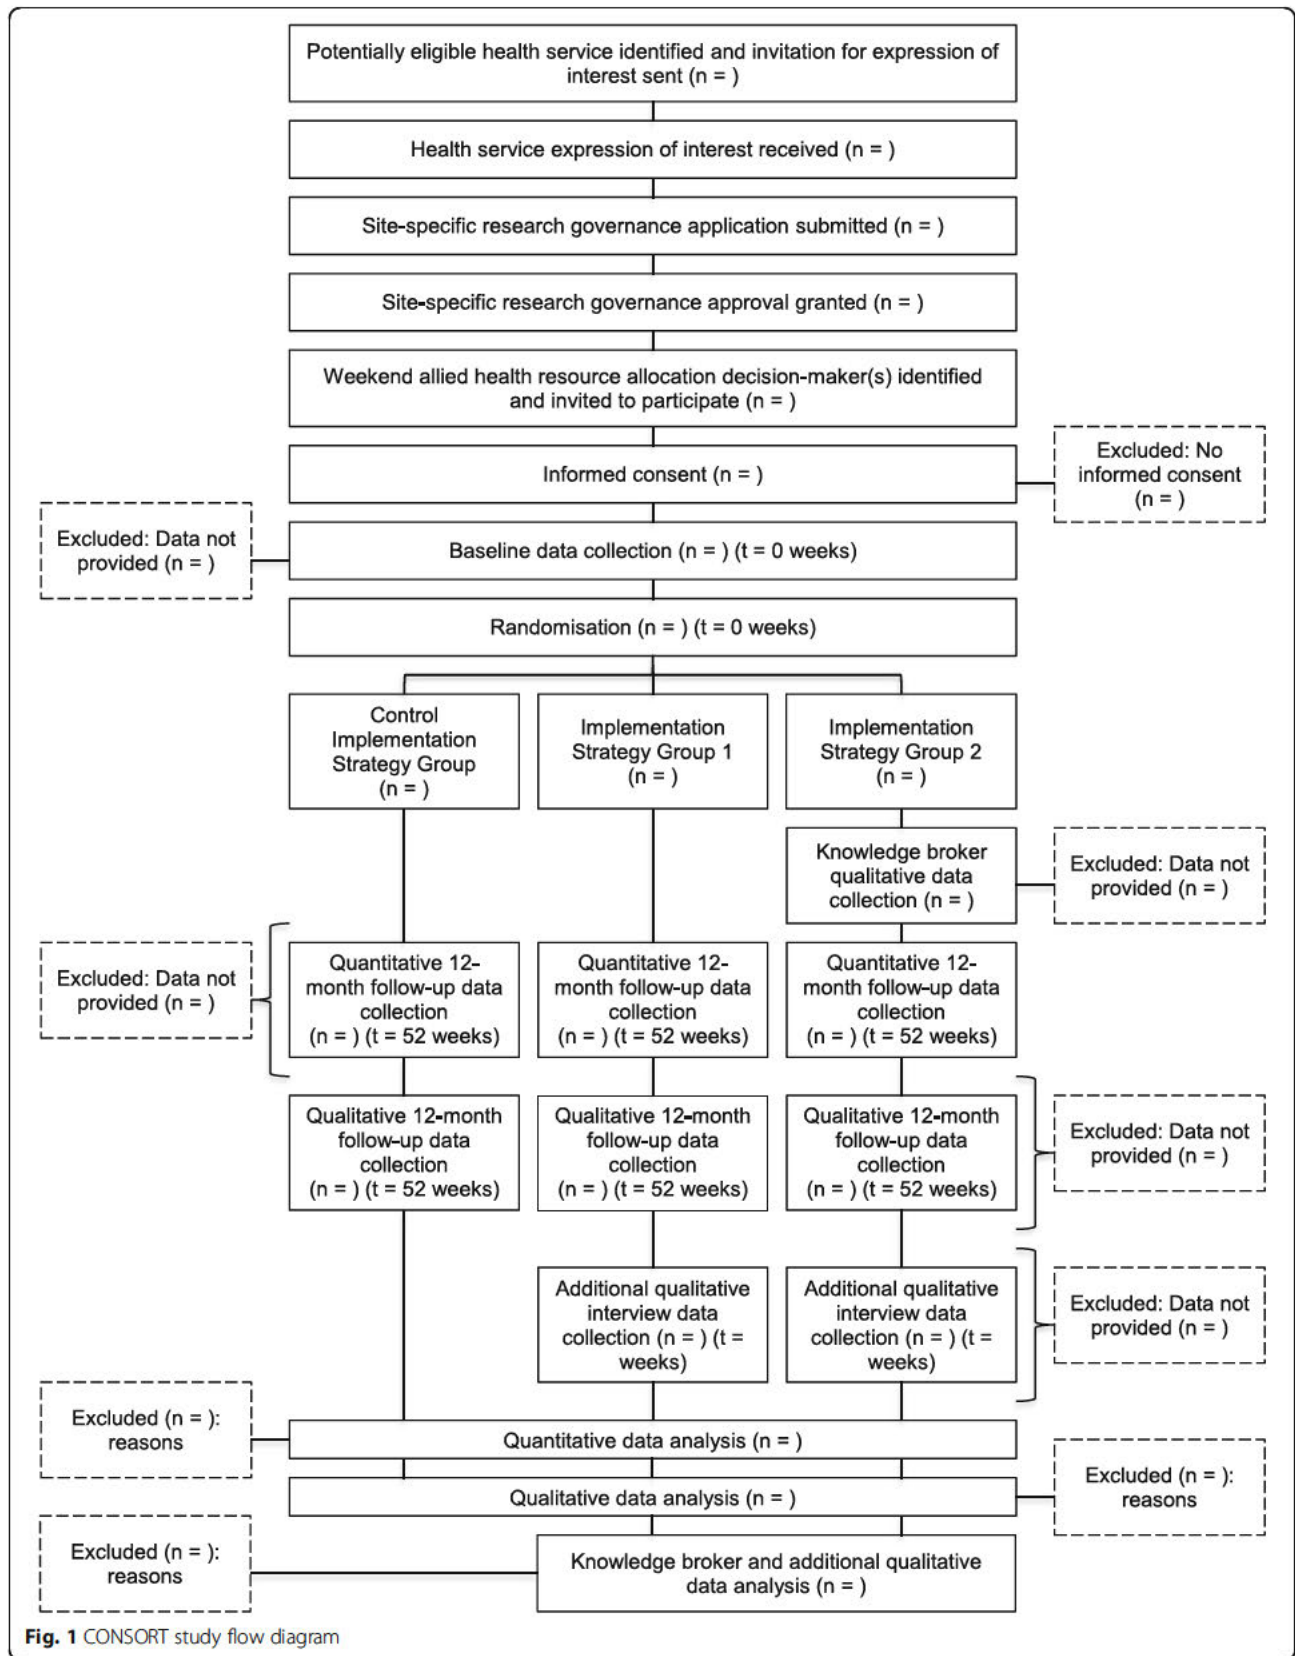 Potentially eligible health service identified and invitation for expression of
interest sent (n = )
Health service expression of interest received (n = )
Site-specific research governance application submitted (n = )
Site-specific research governance approval granted (n = )
Weekend allied health resource allocation decision-maker(s) identified
and invited to participate (n = )
Informed consent (n = )
Excluded: No
informed consent
(n = )
Excluded: Data not
provided (n = )
Baseline data collection (n = ) (t = 0 weeks)
Randomisation (n = ) (t = 0 weeks)
Control
Implementation
Strategy Group
(n = )
Implementation
Strategy Group 1
(n = )
Implementation
Strategy Group 2
(n = )
Knowledge broker
qualitative data
collection (n = )
Excluded: Data not
provided (n = )
Excluded: Data not
provided (n = )
Quantitative 12-
month follow-up data
collection
(n = ) (t = 52 weeks)
Quantitative 12-
month follow-up data
collection
(n = ) (t = 52 weeks)
Quantitative 12-
month follow-up data
collection
(n = ) (t = 52 weeks)
Qualitative 12-month
follow-up data
collection
(n = ) (t = 52 weeks)
Qualitative 12-month
follow-up data
collection
(n = ) (t = 52 weeks)
Qualitative 12-month
follow-up data
collection
(n = ) (t = 52 weeks)
Excluded: Data not
provided (n = )
Additional qualitative
interview data
collection (n = ) (t =
weeks)
Additional qualitative
interview data
collection (n = ) (t =
weeks)
Excluded: Data not
provided (n = )
Excluded (n = ):
reasons
Quantitative data analysis (n = )
Qualitative data analysis (n = )
Excluded (n = ):
reasons
Excluded (n = ):
reasons
Knowledge broker and additional qualitative
data analysis (n = )
Fig. 1 CONSORT study flow diagram